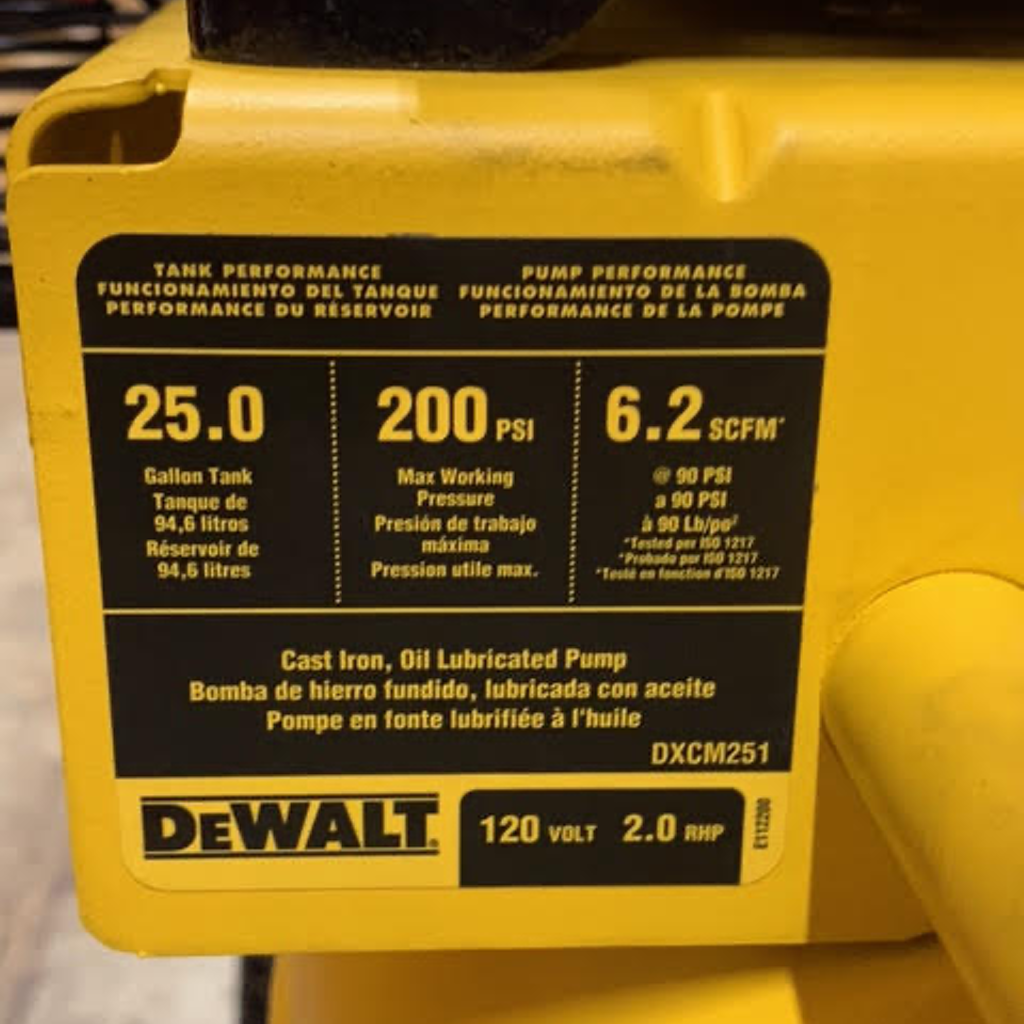 TANK PERFORMANCE
FUNCIONAMIENTO DEL TANQUE
PERFORMANCE DU RÉSERVOIR
PUMP PERFORMANCE
FUNCIONAMIENTO DE LA BOMBA
PERFORMANCE DE LA POMPE
25.0
Gallon Tank
Tanque de
94,6 litros
Réservoir de
94,6 litres
200 PSI
Max Working
Pressure
Presión de trabajo
máxima
Pression utile max.
6.2 SCFM*
@ 90 PSI
a 90 PSI
à 90 Lb/po²
*Tested per ISO 1217
*Probado por ISO 1217
*Testé en fonction d'ISO 1217
Cast Iron, Oil Lubricated Pump
Bomba de hierro fundido, lubricada con aceite
Pompe en fonte lubrifiée à l'huile
DXCM251
DEWALT
120 VOLT 2.0 RHP
E112200